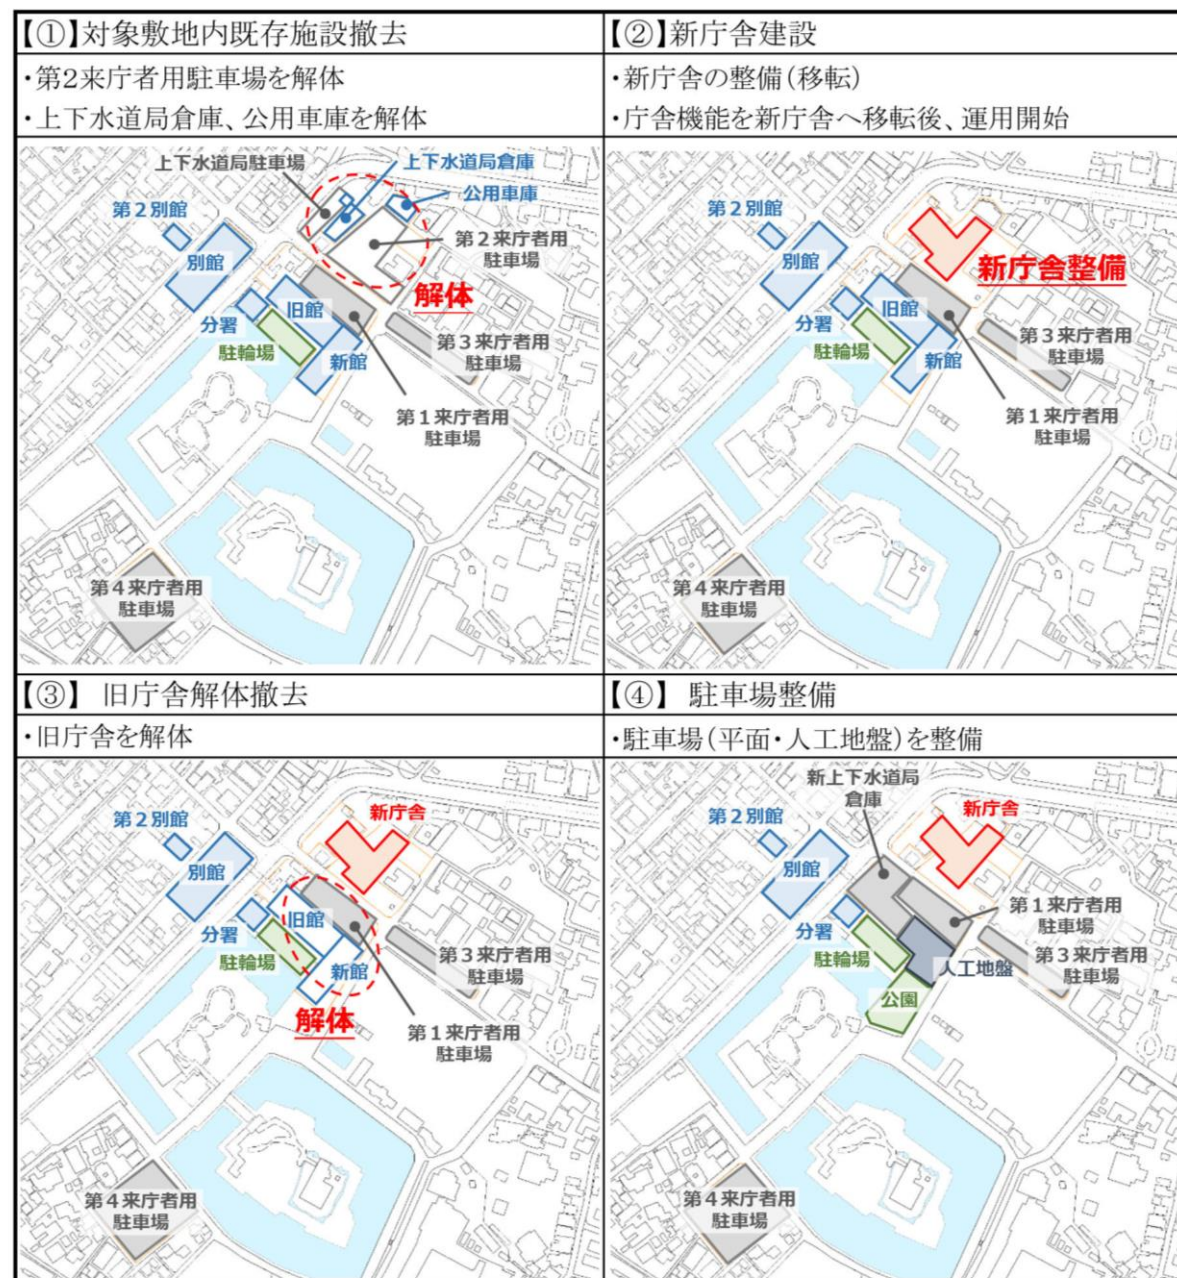 【①】対象敷地内既存施設撤去
・第2来庁者用駐車場を解体
・上下水道局倉庫、公用車庫を解体
上下水道局駐車場
上下水道局倉庫
公用車庫
第２別館
別館
第２来庁者用
駐車場
解体
旧館
分署
駐輪場
新館
第３来庁者用
駐車場
第１来庁者用
駐車場
第４来庁者用
駐車場
【②】新庁舎建設
・新庁舎の整備(移転)
・庁舎機能を新庁舎へ移転後、運用開始
第２別館
別館
新庁舎整備
旧館
分署
駐輪場
新館
第３来庁者用
駐車場
第１来庁者用
駐車場
第４来庁者用
駐車場
【③】 旧庁舎解体撤去
・旧庁舎を解体
新庁舎
第２別館
別館
旧館
分署
駐輪場
新館
第３来庁者用
駐車場
解体
第１来庁者用
駐車場
第４来庁者用
駐車場
【④】 駐車場整備
・駐車場(平面・人工地盤)を整備
新上下水道局
倉庫
新庁舎
第２別館
別館
第１来庁者用
駐車場
分署
駐輪場
人工地盤
第３来庁者用
駐車場
公園
第４来庁者用
駐車場